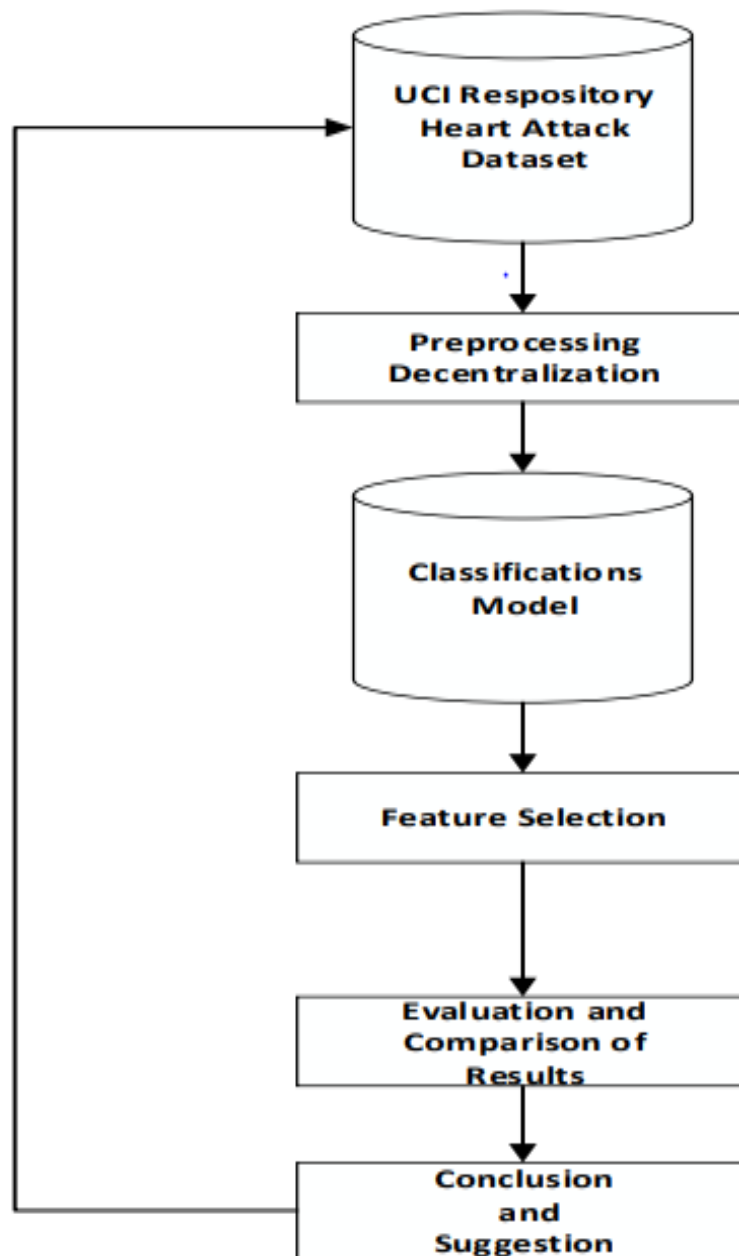 UCI Respository
Heart Attack
Dataset
Preprocessing
Decentralization
Classifications
Model
Feature Selection
Evaluation and
Comparison of
Results
Conclusion
and
Suggestion